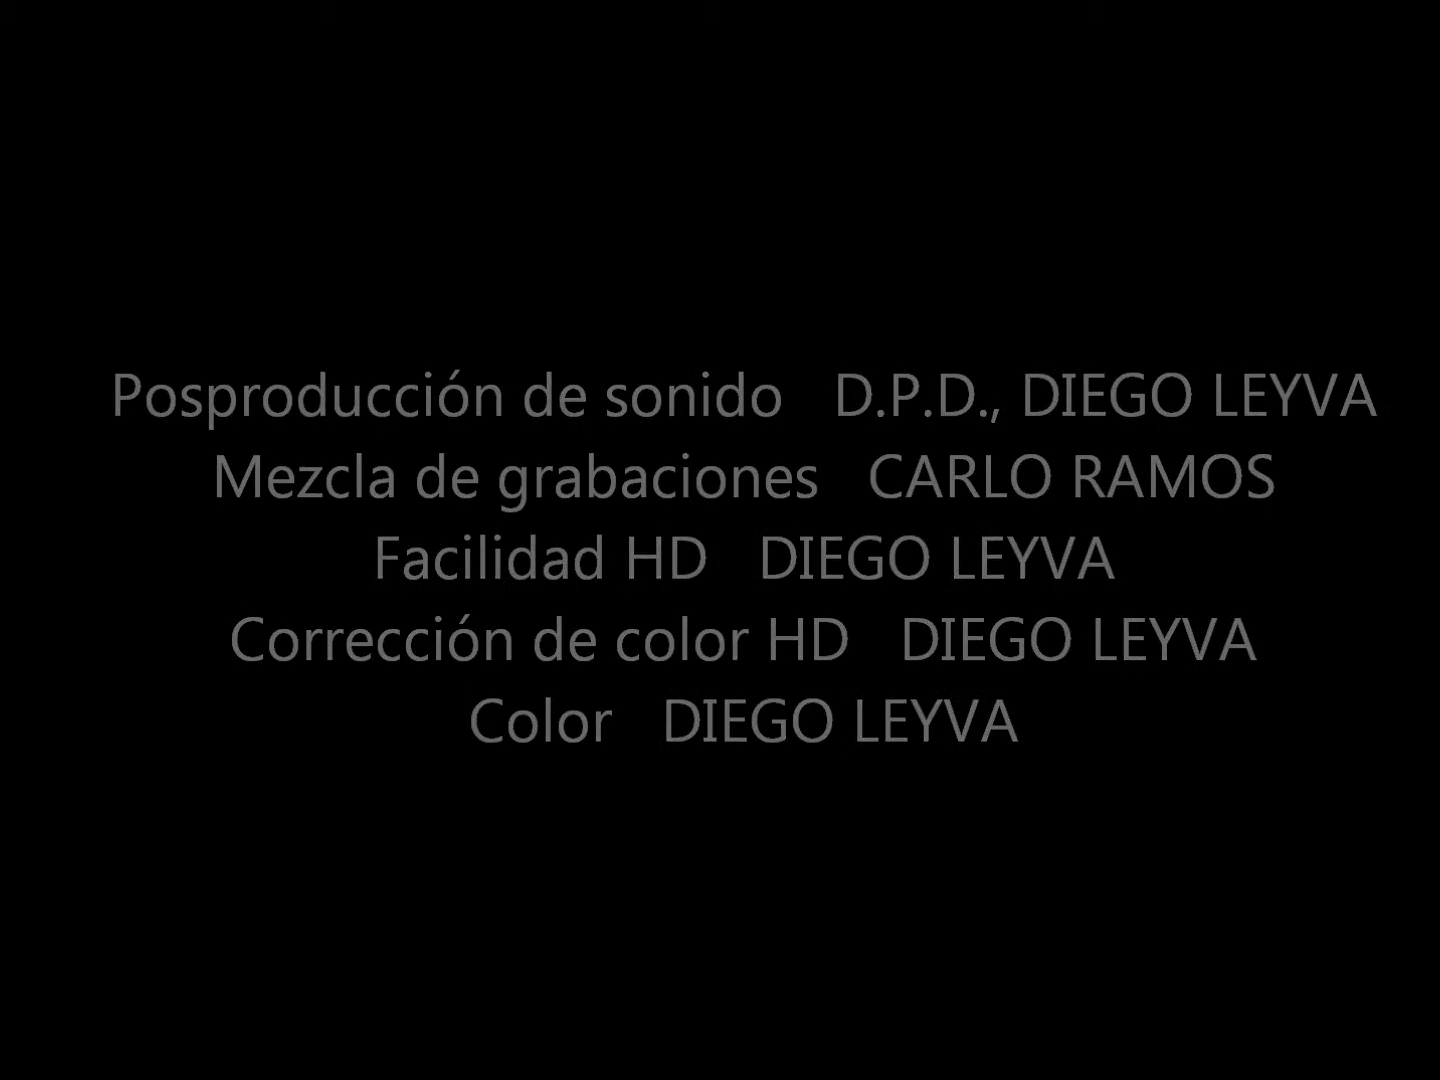 Posproducción de sonido   D.P.D., DIEGO LEYVA
Mezcla de grabaciones   CARLO RAMOS
Facilidad HD   DIEGO LEYVA
Corrección de color HD   DIEGO LEYVA
Color   DIEGO LEYVA